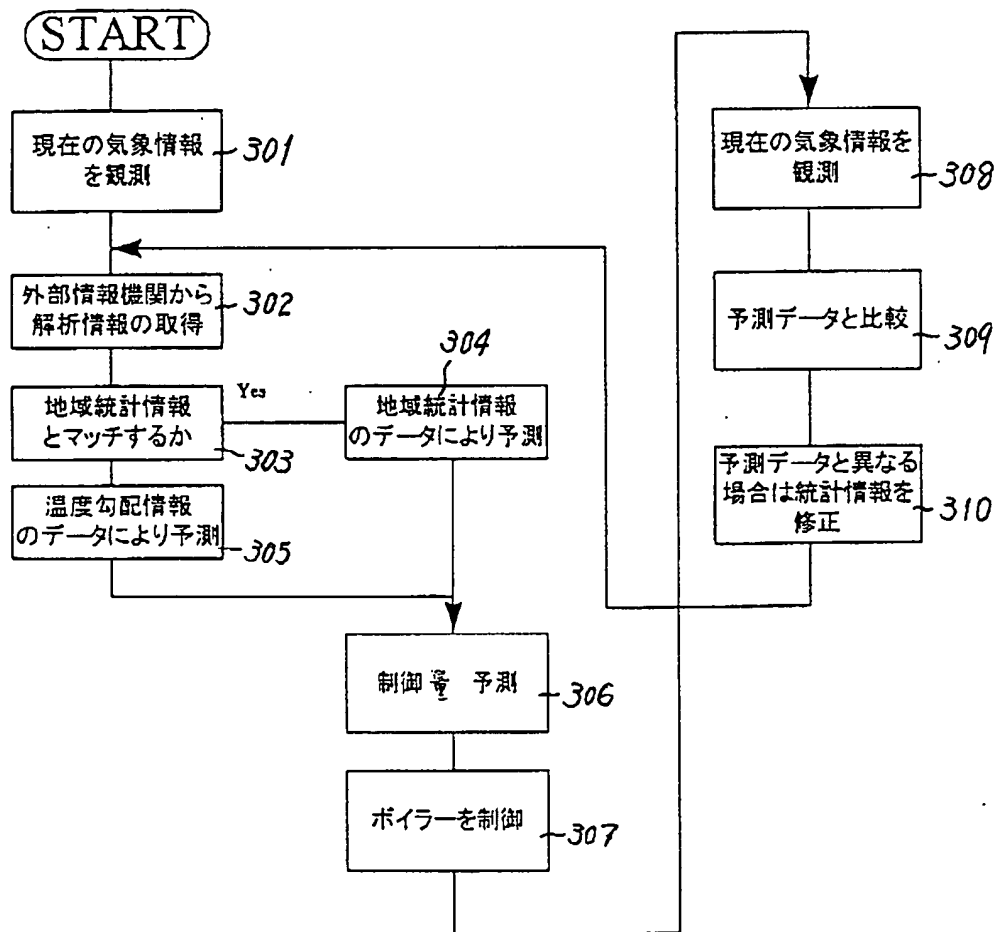 START
現在の気象情報
を観測
301
外部情報機関から
解析情報の取得
302
地域統計情報
とマッチするか
303
Yes
304
地域統計情報
のデータにより予測
温度勾配情報
のデータにより予測
305
制御量 予測
306
ボイラーを制御
307
現在の気象情報を
観測
308
予測データと比較
309
予測データと異なる
場合は統計情報を
修正
310